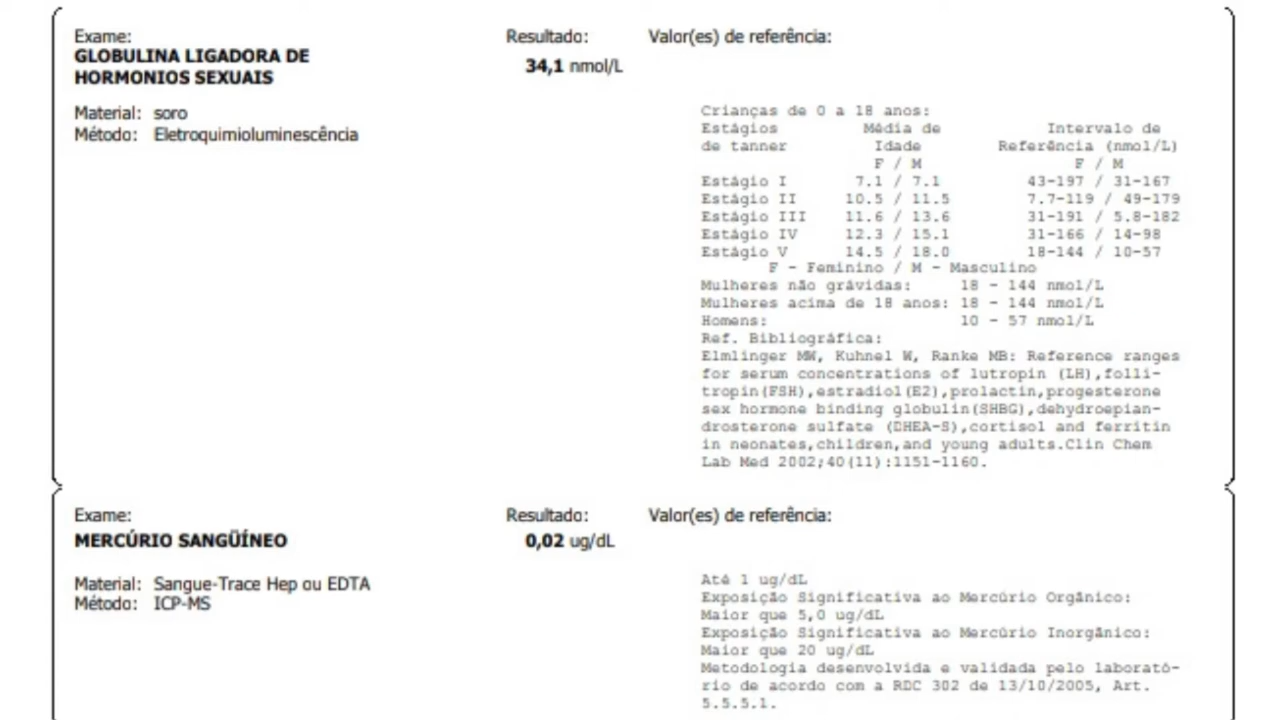 Exame:
GLOBULINA LIGADORA DE
HORMONIOS SEXUAIS
Resultado:
34,1 nmol/L
Valor(es) de referência:
Material: soro
Método: Eletroquimioluminescência
Crianças de 0 a 18 anos:
Estágios Média de Intervalo de
de tanner Idade Referência (nmol/L)
F / M F / M
Estágio I 7.1 / 7.1 43-197 / 31-167
Estágio II 10.5 / 11.5 7.7-119 / 49-179
Estágio III 11.6 / 13.6 31-191 / 5.8-182
Estágio IV 12.3 / 15.1 31-166 / 14-98
Estágio V 14.5 / 18.0 18-144 / 10-57
F - Feminino / M - Masculino
Mulheres não grávidas: 18 - 144 nmol/L
Mulheres acima de 18 anos: 18 - 144 nmol/L
Homens: 10 - 57 nmol/L
Ref. Bibliográfica:
Elmlinger MW, Kuhnel W, Ranke MB: Reference ranges
for serum concentrations of lutropin (LH),folli-
tropin(FSH),estradiol(E2),prolactin,progesterone
sex hormone binding globulin(SHBG),dehydroepian-
drosterone sulfate (DHEA-S),cortisol and ferritin
in neonates,children,and young adults.Clin Chem
Lab Med 2002;40(11):1151-1160.
Exame:
MERCÚRIO SANGÜÍNEO
Resultado:
0,02 ug/dL
Valor(es) de referência:
Material: Sangue-Trace Hep ou EDTA
Método: ICP-MS
Até 1 ug/dL
Exposição Significativa ao Mercúrio Orgânico:
Maior que 5,0 ug/dL
Exposição Significativa ao Mercúrio Inorgânico:
Maior que 20 ug/dL
Metodologia desenvolvida e validada pelo laborató-
rio de acordo com a RDC 302 de 13/10/2005, Art.
5.5.5.1.